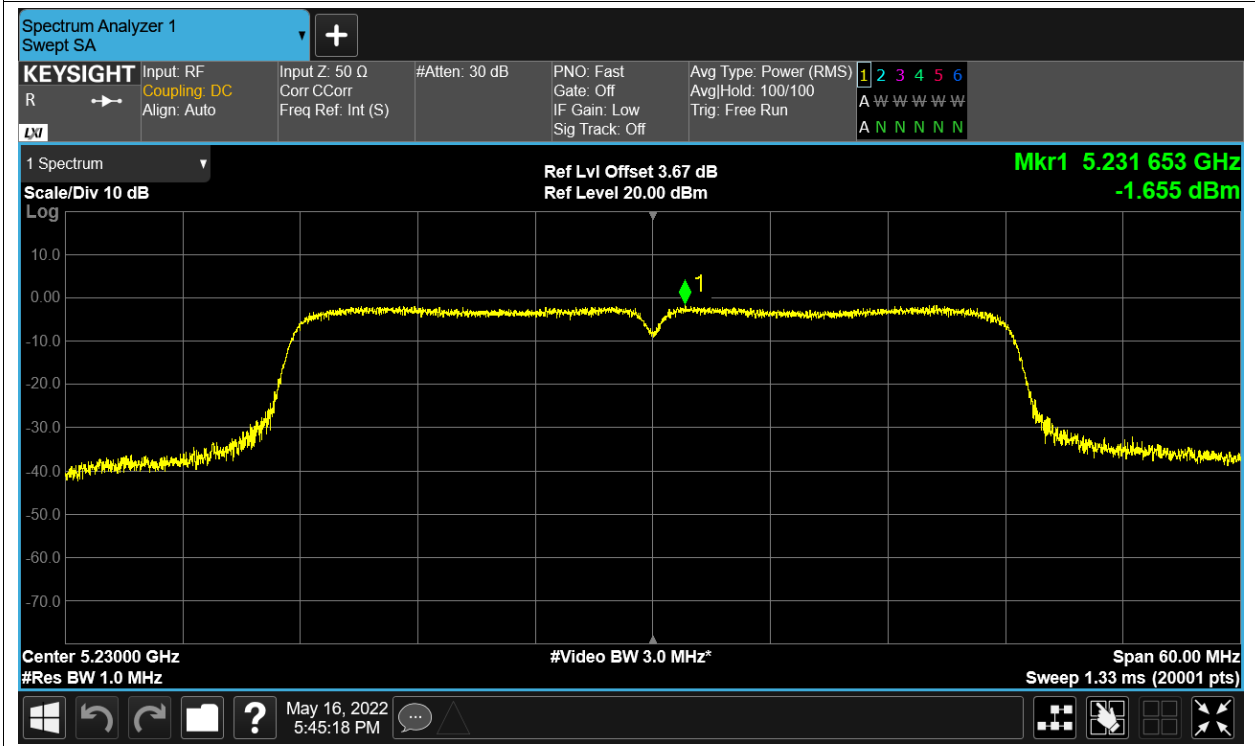 Spectrum Analyzer 1
Swept SA
KEYSIGHT
R
LXI
Input: RF
Coupling: DC
Align: Auto
Input Z: 50 Ω
Corr CCorr
Freq Ref: Int (S)
#Atten: 30 dB
PNO: Fast
Gate: Off
IF Gain: Low
Sig Track: Off
Avg Type: Power (RMS)
Avg|Hold: 100/100
Trig: Free Run
1 2 3 4 5 6
A W W W W W
A N N N N N
1 Spectrum
Scale/Div 10 dB
Ref Lvl Offset 3.67 dB
Ref Level 20.00 dBm
Mkr1 5.231 653 GHz
-1.655 dBm
Log
10.0
0.00
-10.0
-20.0
-30.0
-40.0
-50.0
-60.0
-70.0
1
Center 5.23000 GHz
#Res BW 1.0 MHz
#Video BW 3.0 MHz*
Span 60.00 MHz
Sweep 1.33 ms (20001 pts)
?
May 16, 2022
5:45:18 PM